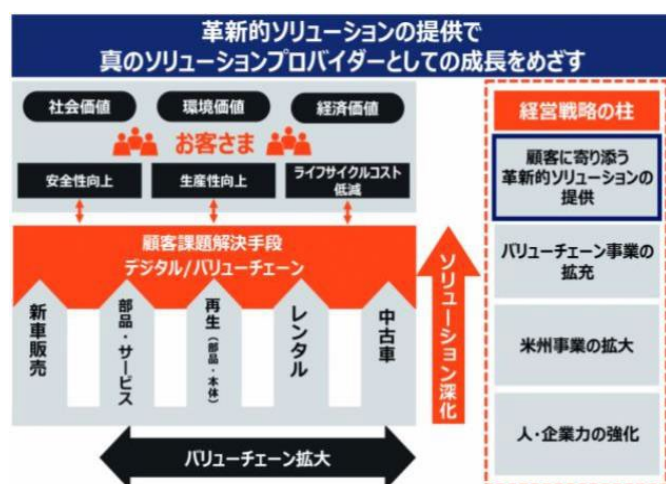 革新的ソリューションの提供で
真のソリューションプロバイダーとしての成長をめざす
社会価値
環境価値
経済価値
お客さま
安全性向上
生産性向上
ライフサイクルコスト
低減
顧客課題解決手段
デジタル/バリューチェーン
新車販売
部品・サービス
再生(部品・本体)
レンタル
中古車
バリューチェーン拡大
ソリューション深化
経営戦略の柱
顧客に寄り添う
革新的ソリューションの
提供
バリューチェーン事業の
拡充
米州事業の拡大
人・企業力の強化